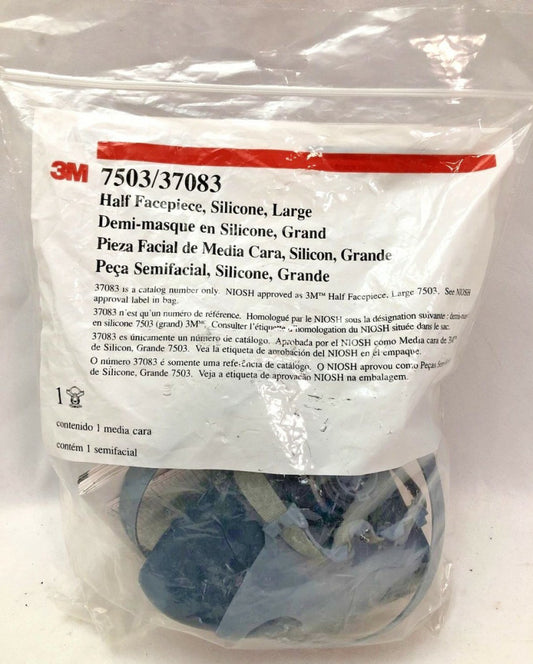 3M 7503/37083
Half Facepiece, Silicone, Large
Demi-masque en Silicone, Grand
Pieza Facial de Media Cara, Silicon, Grande
Peça Semifacial, Silicone, Grande
37083 is a catalog number only. NIOSH approved as 3M™ Half Facepiece, Large 7503. See NIOSH
approval label in bag.
37083 n'est qu'un numéro de référence. Homologué par le NIOSH sous la désignation suivante : demi-
en silicone 7503 (grand) 3M™. Consulter l'étiquette d'homologation du NIOSH située dans le sac.
37083 es únicamente un número de catálogo. Aprobada por el NIOSH como Media cara de 3M
de Silicon, Grande 7503. Vea la etiqueta de aprobación del NIOSH en el empaque.
O número 37083 é somente uma referência de catálogo. O NIOSH aprovou como Peças
de Silicone, Grande 7503. Veja a etiqueta de aprovação NIOSH na embalagem.
1
contenido 1 media cara
contém 1 semifacial